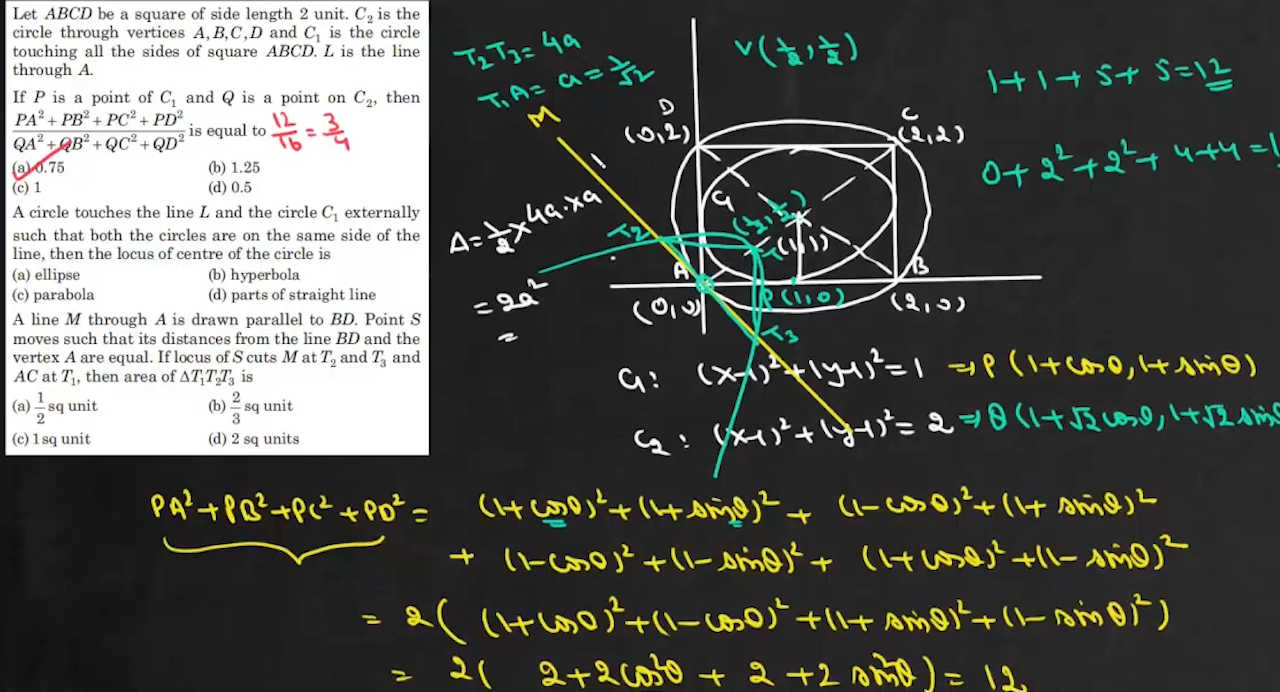 Let ABCD be a square of side length 2 unit. C₂ is the
circle through vertices A, B, C, D and C₁ is the circle
touching all the sides of square ABCD. L is the line
through A.
If P is a point of C₁ and Q is a point on C₂, then
PA² + PB² + PC² + PD² / QA² + QB² + QC² + QD² is equal to 12/16 = 3/4
(a) 0.75 (b) 1.25
(c) 1 (d) 0.5
A circle touches the line L and the circle C₁ externally
such that both the circles are on the same side of the
line, then the locus of centre of the circle is
(a) ellipse (b) hyperbola
(c) parabola (d) parts of straight line
A line M through A is drawn parallel to BD. Point S
moves such that its distances from the line BD and the
vertex A are equal. If locus of S cuts M at T₂ and T₃ and
AC at T₁, then area of ΔT₁T₂T₃ is
(a) 1/2 sq unit (b) 2/3 sq unit
(c) 1 sq unit (d) 2 sq units
T₂T₃ = 4a
T₁A = a = 1/√2
A = 1/2 × 4a × a
= 2a²
=
V(1/2, 1/2)
M
D
(0,2)
C
(2,2)
C₁
(1/2, 1/2)
T₂
T₁
(1,1)
A
B
(0,0)
P(1,0)
(2,0)
T₃
1+1+5+5=12
0+2²+2²+4+4=1
C₁: (x-1)²+(y-1)²=1 ⇒ P(1+cosθ, 1+sinθ)
C₂: (x-1)²+(y-1)²=2 ⇒ Q(1+√2cosθ, 1+√2 sinθ
PA²+PB²+PC²+PD² = (1+cosθ)²+(1+sinθ)² + (1-cosθ)²+(1+sinθ)²
+ (1-cosθ)²+(1-sinθ)² + (1+cosθ)²+(1-sinθ)²
= 2((1+cosθ)²+(1-cosθ)²+(1+sinθ)²+(1-sinθ)²)
= 2(2+2cos²θ + 2+2 sin²θ) = 12